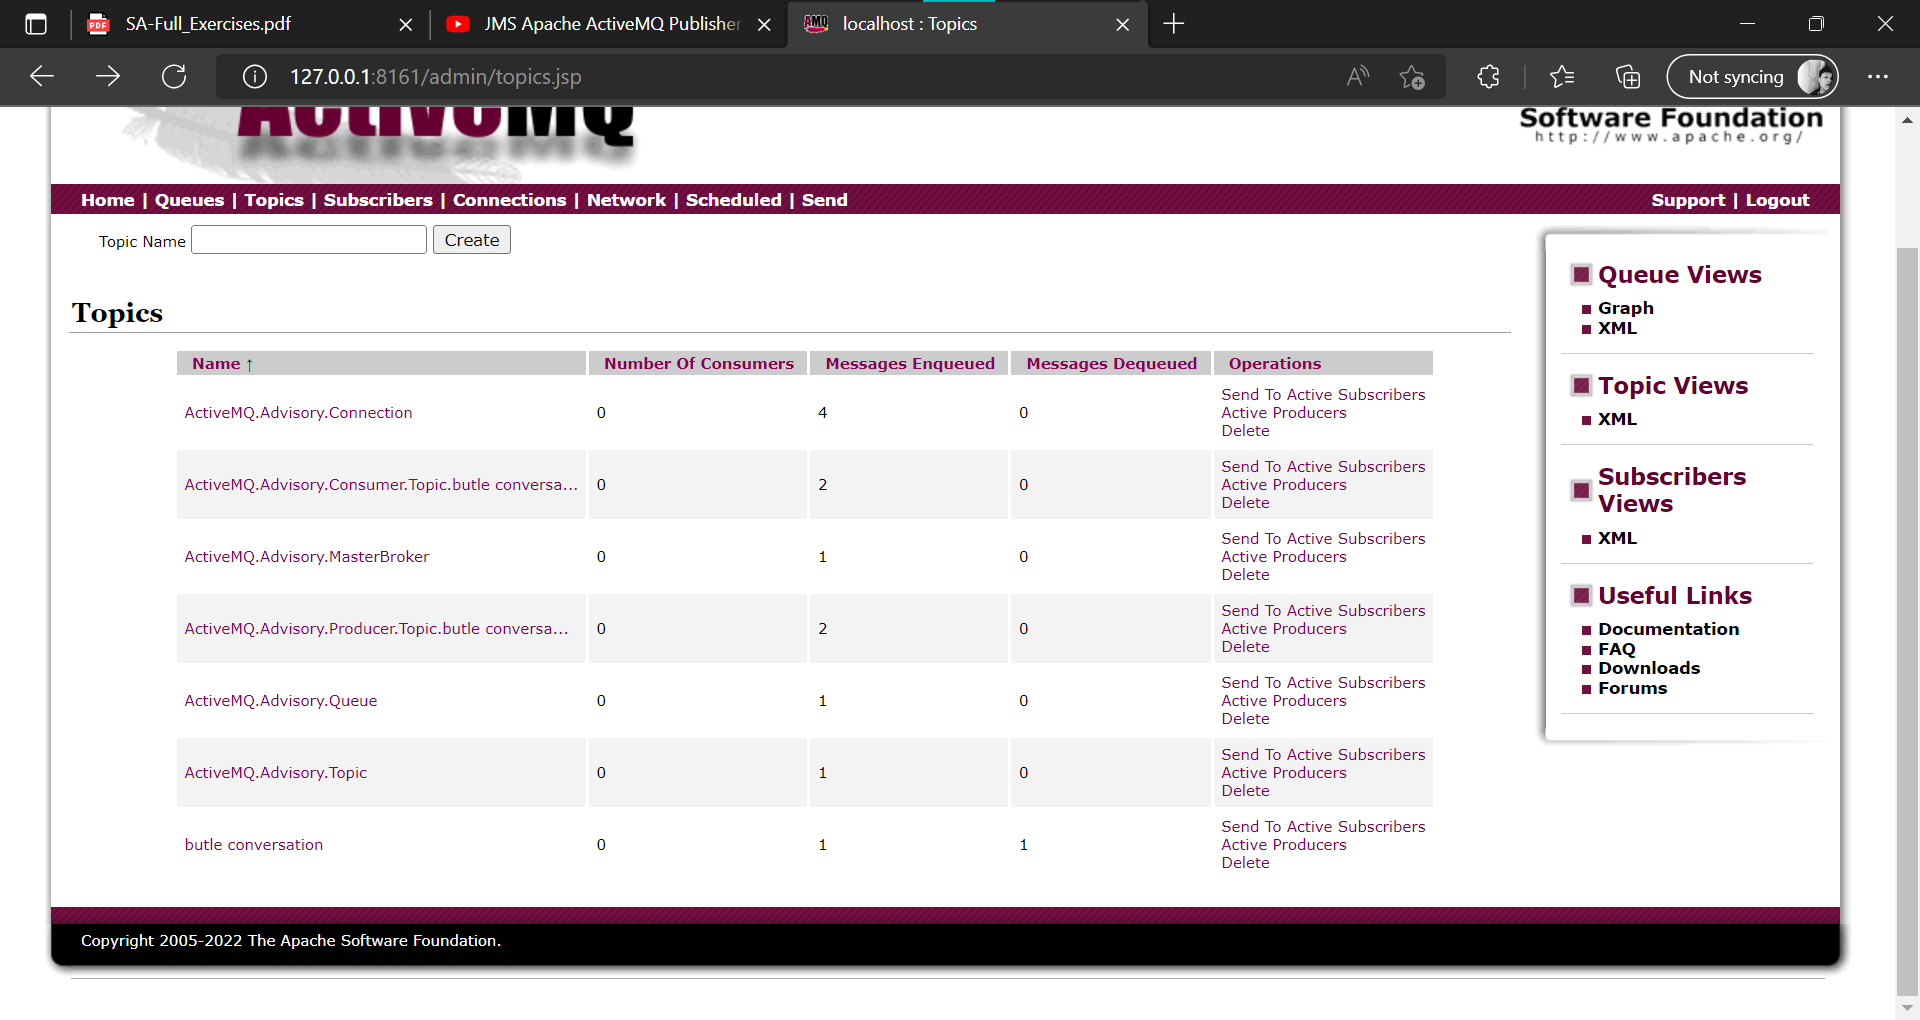 SA-Full_Exercises.pdf
JMS Apache ActiveMQ Publisher
localhost : Topics
127.0.0.1:8161/admin/topics.jsp
Not syncing
ActiveMQ
Software Foundation
http://www.apache.org/
Home | Queues | Topics | Subscribers | Connections | Network | Scheduled | Send
Support | Logout
Topic Name
Create
Topics
Name ↑ Number Of Consumers Messages Enqueued Messages Dequeued Operations
ActiveMQ.Advisory.Connection 0 4 0 Send To Active Subscribers
Active Producers
Delete
ActiveMQ.Advisory.Consumer.Topic.butle conversa... 0 2 0 Send To Active Subscribers
Active Producers
Delete
ActiveMQ.Advisory.MasterBroker 0 1 0 Send To Active Subscribers
Active Producers
Delete
ActiveMQ.Advisory.Producer.Topic.butle conversa... 0 2 0 Send To Active Subscribers
Active Producers
Delete
ActiveMQ.Advisory.Queue 0 1 0 Send To Active Subscribers
Active Producers
Delete
ActiveMQ.Advisory.Topic 0 1 0 Send To Active Subscribers
Active Producers
Delete
butle conversation 0 1 1 Send To Active Subscribers
Active Producers
Delete
Queue Views
Graph
XML
Topic Views
XML
Subscribers
Views
XML
Useful Links
Documentation
FAQ
Downloads
Forums
Copyright 2005-2022 The Apache Software Foundation.